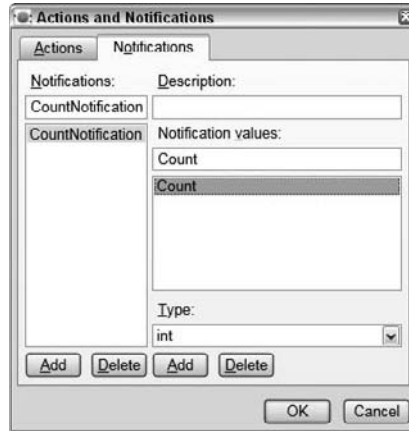 : Actions and Notifications
Actions Notifications
Notifications: Description:
CountNotification
CountNotification Notification values:
Count
Count
Type:
int
Add Delete Add Delete
OK Cancel